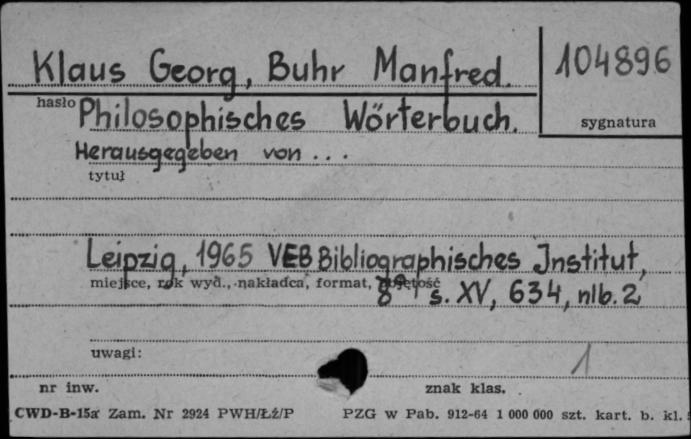 Klaus Georg, Buhr Manfred. 104896
hasło Philosophisches Wörterbuch. sygnatura
Herausgegeben von ...
tytuł
Leipzig, 1965 VEB Bibliographisches Institut,
miejsce, rok wyd., nakładca, format, objętość
8° s. XV, 634, nlb. 2
uwagi: 1
nr inw. znak klas.
CWD-B-15a Zam. Nr 2924 PWH/Łź/P PZG w Pab. 912-64 1 000 000 szt. kart. b. kl.